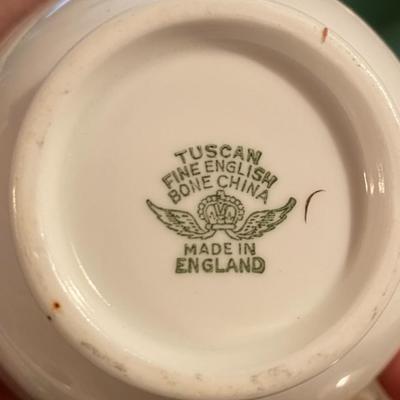 TUSCAN
FINE ENGLISH
BONE CHINA
MADE IN
ENGLAND